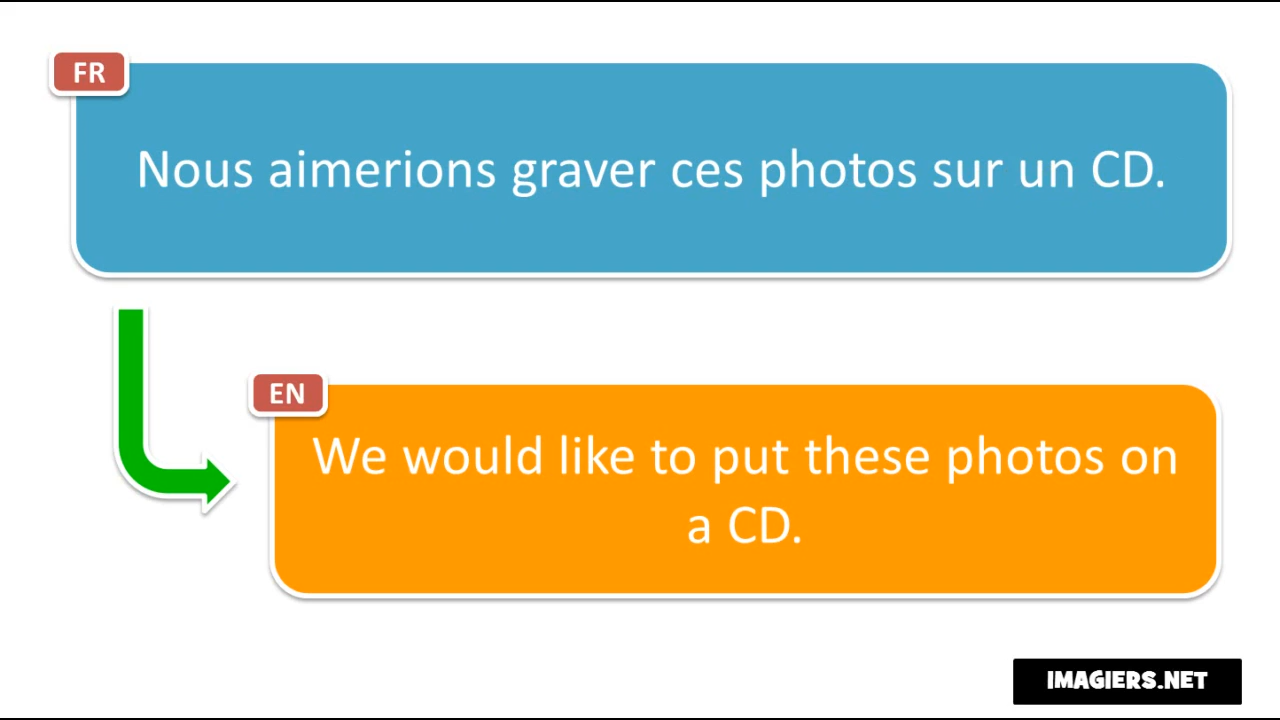 FR
Nous aimerions graver ces photos sur un CD.
EN
We would like to put these photos on
a CD.
IMAGIERS.NET